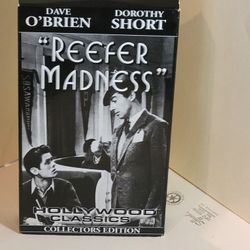 DAVE DOROTHY
O'BRIEN SHORT
"REEFER
MADNESS"
HOLLYWOOD
CLASSICS
COLLECTORS EDITION